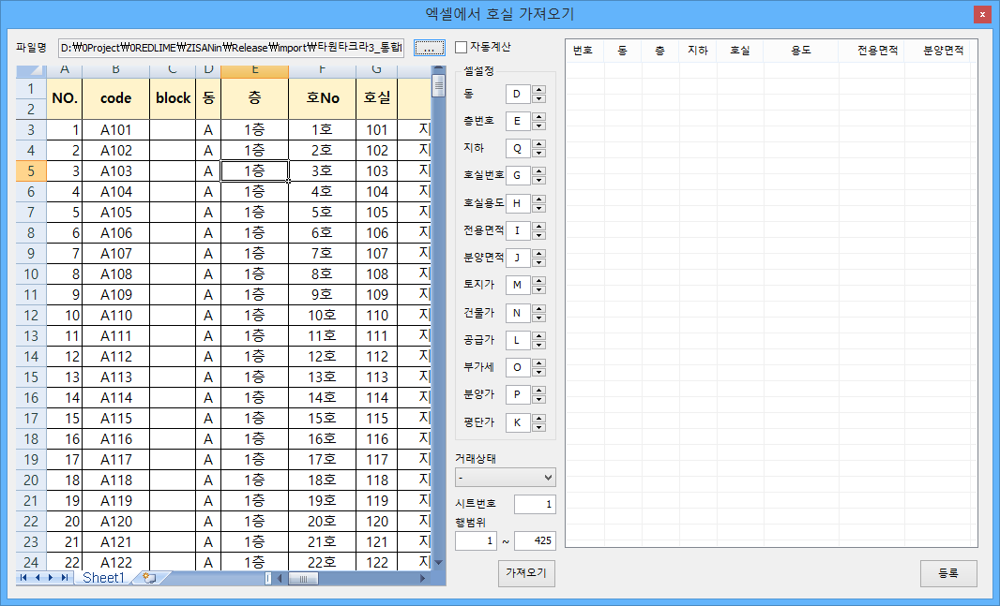 엑셀에서 호실 가져오기
x
파일명 D:₩0Project₩0REDLIME₩ZISANin₩Release₩import₩타원타크라3_통합 ...
자동계산
A B C D E F G
1 2 NO. code block 동 층 호No 호실
3 1 A101 A 1층 1호 101 지
4 2 A102 A 1층 2호 102 지
5 3 A103 A 1층 3호 103 지
6 4 A104 A 1층 4호 104 지
7 5 A105 A 1층 5호 105 지
8 6 A106 A 1층 6호 106 지
9 7 A107 A 1층 7호 107 지
10 8 A108 A 1층 8호 108 지
11 9 A109 A 1층 9호 109 지
12 10 A110 A 1층 10호 110 지
13 11 A111 A 1층 11호 111 지
14 12 A112 A 1층 12호 112 지
15 13 A113 A 1층 13호 113 지
16 14 A114 A 1층 14호 114 지
17 15 A115 A 1층 15호 115 지
18 16 A116 A 1층 16호 116 지
19 17 A117 A 1층 17호 117 지
20 18 A118 A 1층 18호 118 지
21 19 A119 A 1층 19호 119 지
22 20 A120 A 1층 20호 120 지
23 21 A121 A 1층 21호 121 지
24 22 A122 A 1층 22호 122 지
Sheet1
셀설정
동 D
층번호 E
지하 Q
호실번호 G
호실용도 H
전용면적 I
분양면적 J
토지가 M
건물가 N
공급가 L
부가세 O
분양가 P
평단가 K
거래상태
-
시트번호 1
행범위
1 ~ 425
가져오기
번호 동 층 지하 호실 용도 전용면적 분양면적
등록